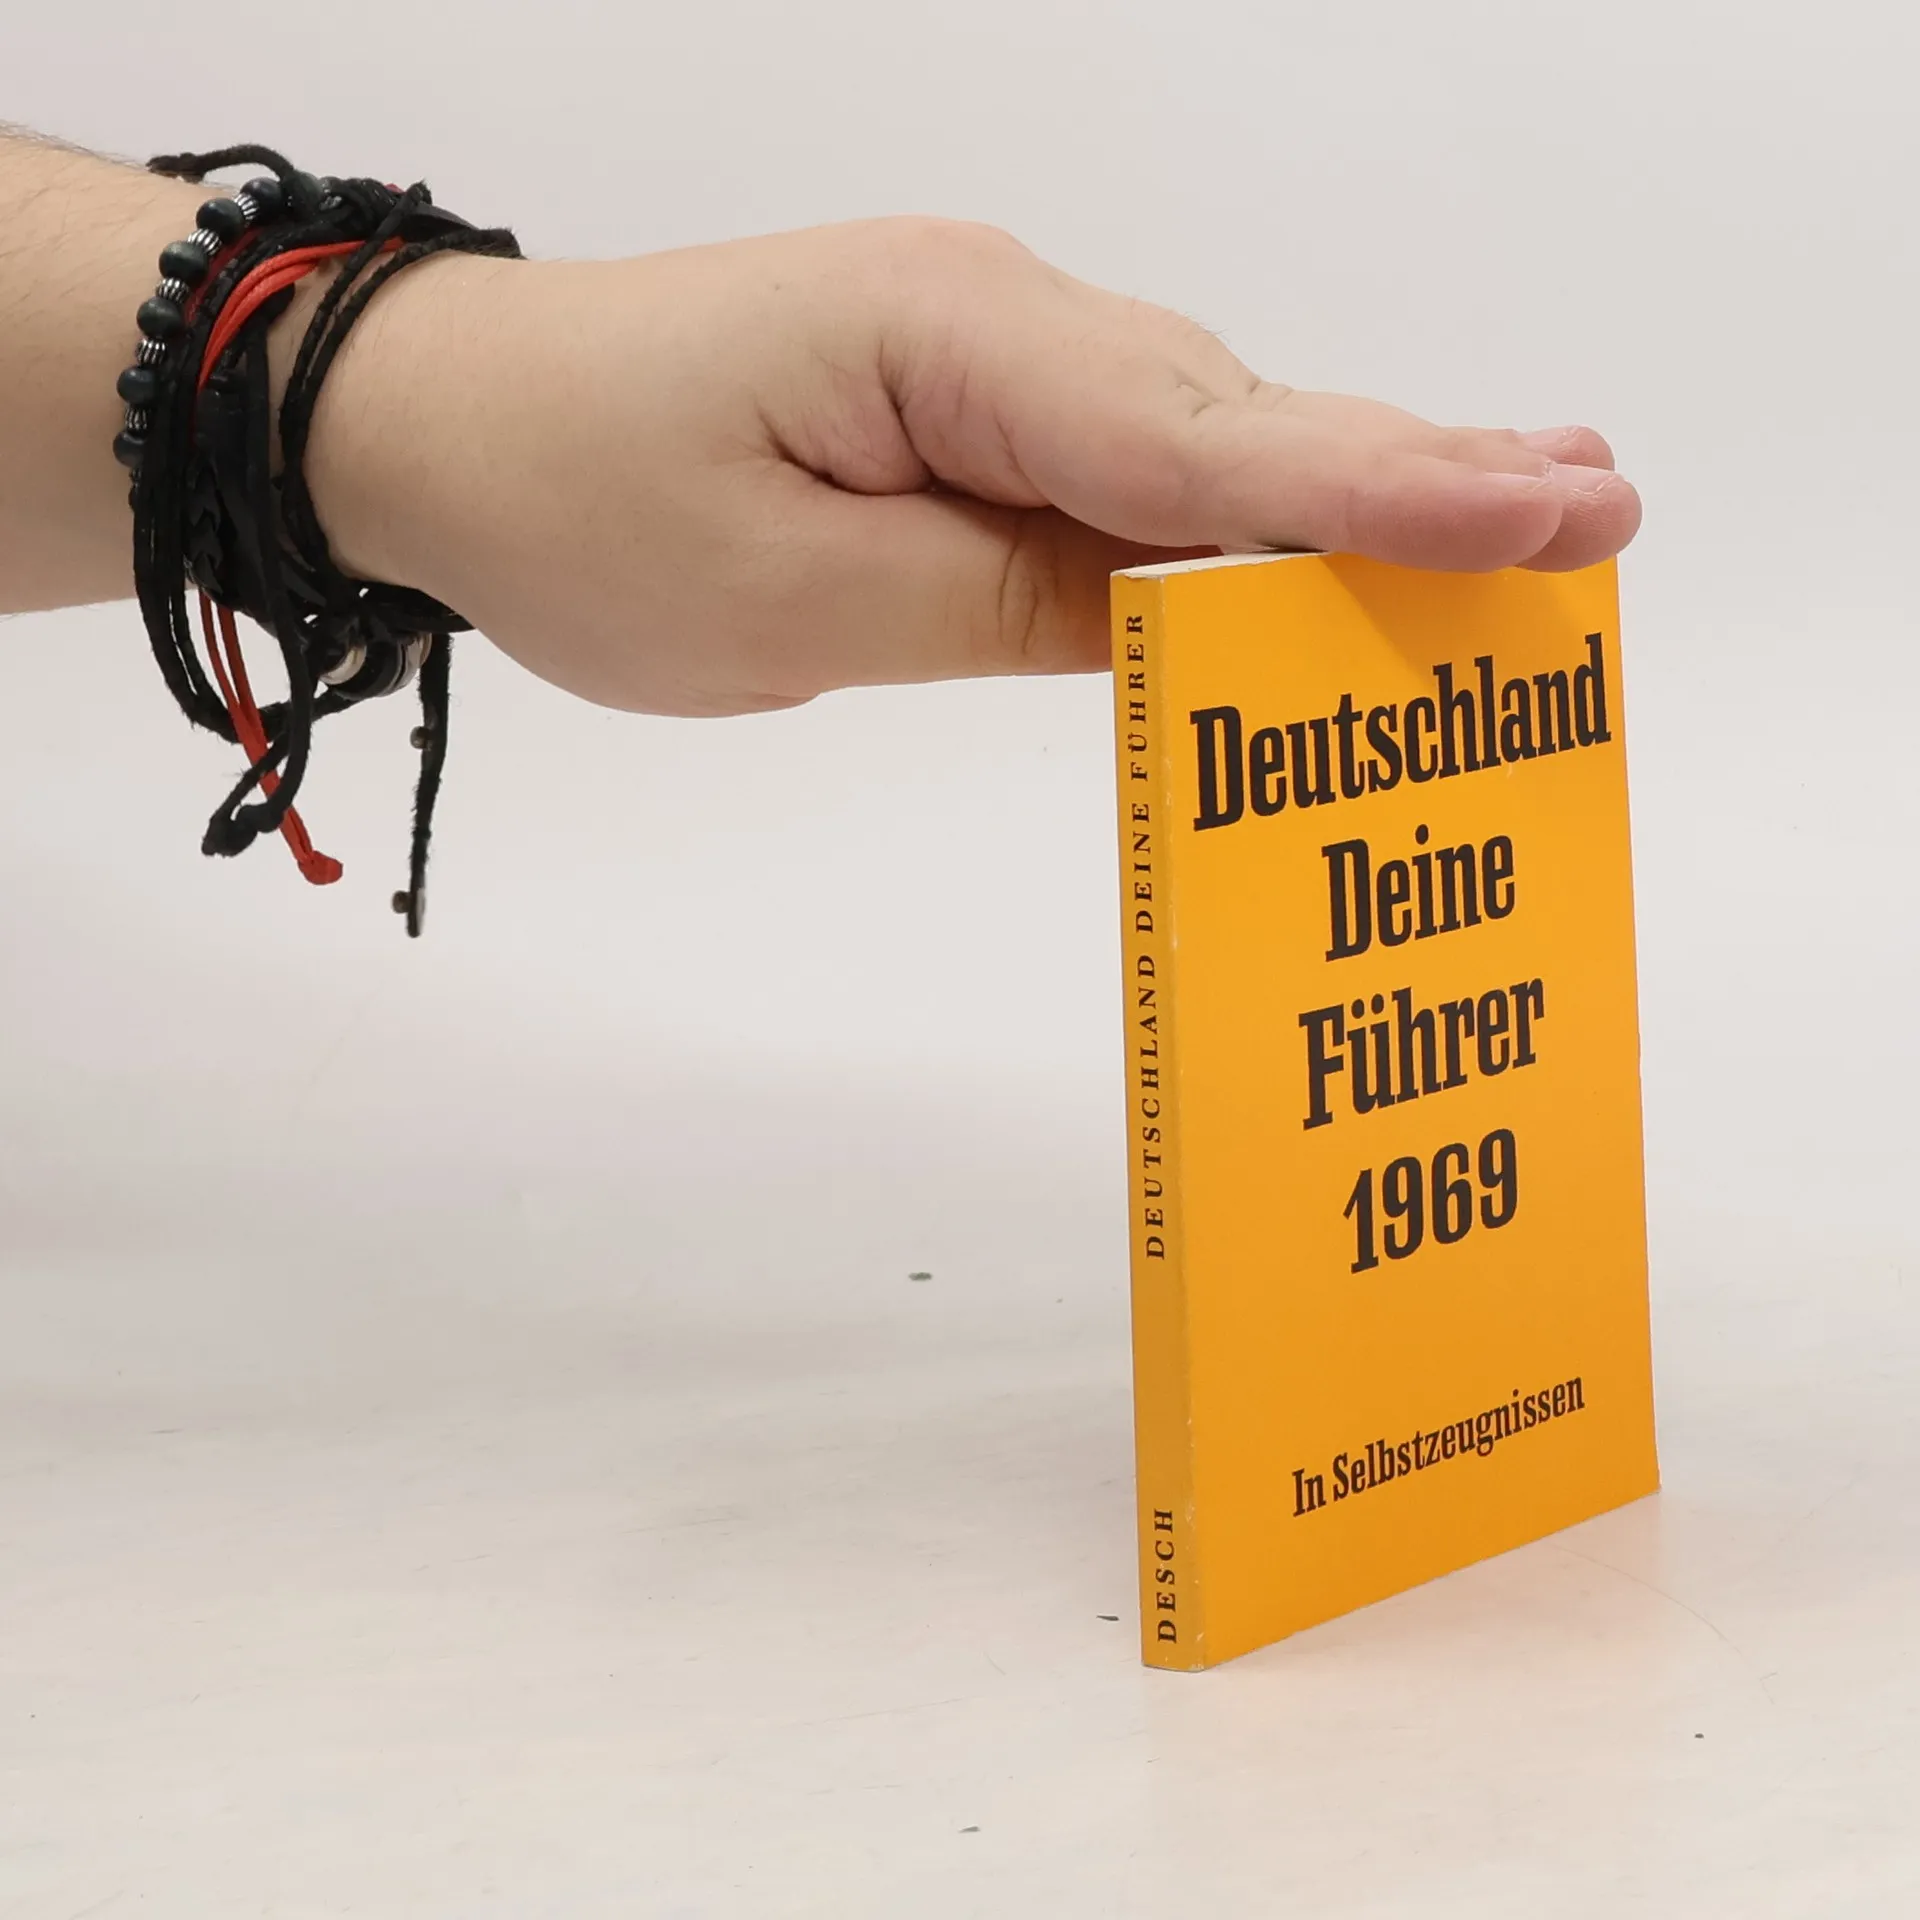 DEUTSCHLAND DEINE FÜHRER
DESCH
Deutschland
Deine
Führer
1969
In Selbstzeugnissen